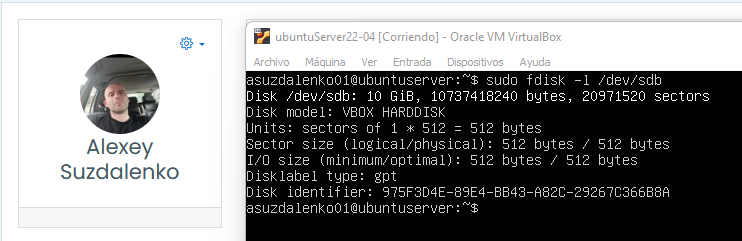 Alexey
Suzdalenko
ubuntuServer22-04 [Corriendo] - Oracle VM VirtualBox
Archivo Máquina Ver Entrada Dispositivos Ayuda
asuzdalenko01@ubuntuserver:~$ sudo fdisk -l /dev/sdb
Disk /dev/sdb: 10 GiB, 10737418240 bytes, 20971520 sectors
Disk model: VBOX HARDDISK
Units: sectors of 1 * 512 = 512 bytes
Sector size (logical/physical): 512 bytes / 512 bytes
I/O size (minimum/optimal): 512 bytes / 512 bytes
Disklabel type: gpt
Disk identifier: 975F3D4E-89E4-BB43-A82C-29267C366B8A
asuzdalenko01@ubuntuserver:~$